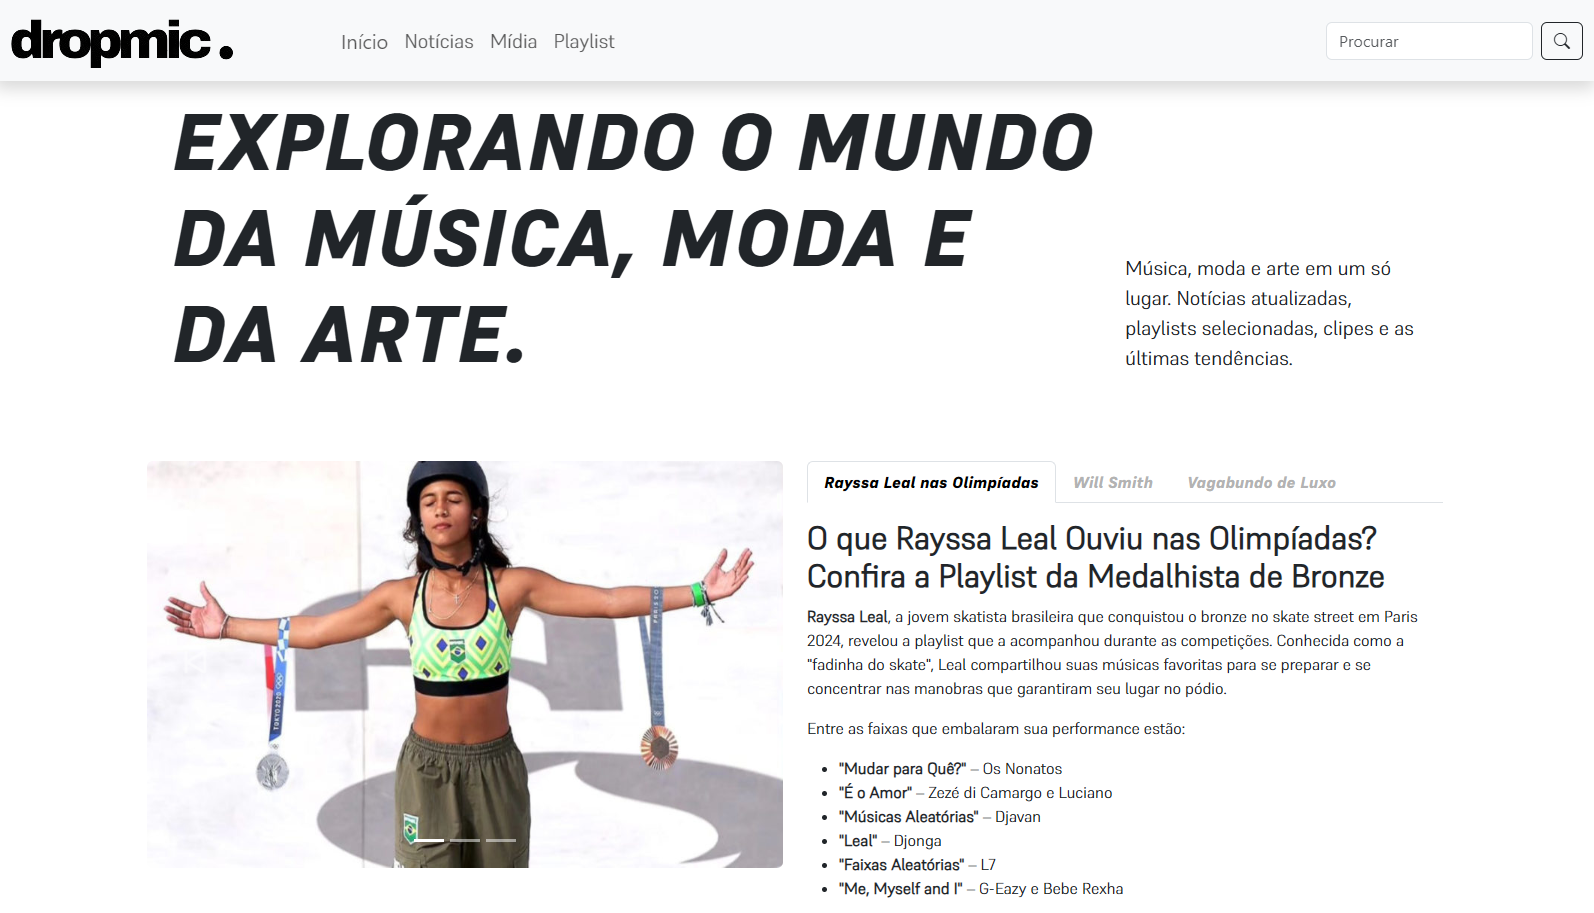 dropmic.
Início Notícias Mídia Playlist
Procurar
EXPLORANDO O MUNDO
DA MÚSICA, MODA E
DA ARTE.
Música, moda e arte em um só
lugar. Notícias atualizadas,
playlists selecionadas, clipes e as
últimas tendências.
TOKYO 2020
PARIS 20
Rayssa Leal nas Olimpíadas Will Smith Vagabundo de Luxo
O que Rayssa Leal Ouviu nas Olimpíadas?
Confira a Playlist da Medalhista de Bronze
Rayssa Leal, a jovem skatista brasileira que conquistou o bronze no skate street em Paris
2024, revelou a playlist que a acompanhou durante as competições. Conhecida como a
"fadinha do skate", Leal compartilhou suas músicas favoritas para se preparar e se
concentrar nas manobras que garantiram seu lugar no pódio.
Entre as faixas que embalaram sua performance estão:
• "Mudar para Quê?" – Os Nonatos
• "É o Amor" – Zezé di Camargo e Luciano
• "Músicas Aleatórias" – Djavan
• "Leal" – Djonga
• "Faixas Aleatórias" – L7
• "Me, Myself and I" – G-Eazy e Bebe Rexha